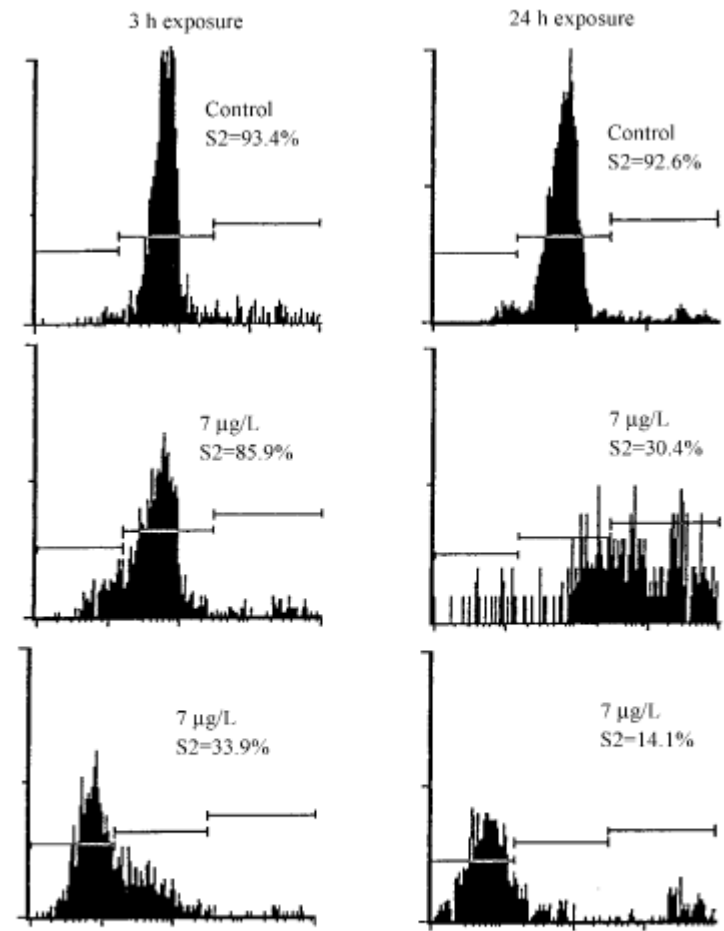 3 h exposure
24 h exposure
Control
S2=93.4%
Control
S2=92.6%
7 µg/L
S2=85.9%
7 µg/L
S2=30.4%
7 µg/L
S2=33.9%
7 µg/L
S2=14.1%